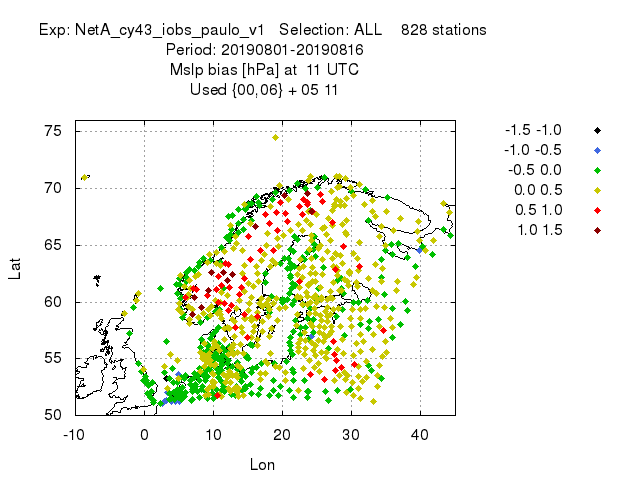 Exp: NetA_cy43_iobs_paulo_v1 Selection: ALL 828 stations
Period: 20190801-20190816
Mslp bias [hPa] at 11 UTC
Used {00,06} + 05 11
75
70
65
60
55
50
-10 0 10 20 30 40
Lat
Lon
-1.5 -1.0
-1.0 -0.5
-0.5 0.0
0.0 0.5
0.5 1.0
1.0 1.5